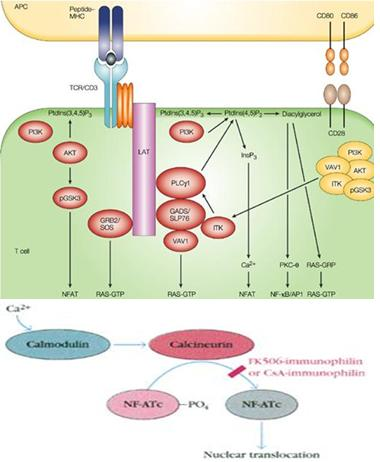 APC
Peptide–
MHC
CD80 CD86
TCR/CD3
PtdIns(3,4,5)P3 PtdIns(3,4,5)P3 PtdIns(4,5)P2 Diacylglycerol
CD28
PI3K
LAT
PI3K
PI3K
AKT
InsP3
VAV1
AKT
PLCγ1
ITK
pGSK3
pGSK3
GADS/
SLP76
GRB2/
SOS
ITK
VAV1
T cell
Ca2+ PKC-θ RAS-GRP
NFAT RAS-GTP RAS-GTP NFAT NF-κB/AP1 RAS-GTP
Ca2+
Calmodulin
Calcineurin
FK506-immunophilin
or CsA-immunophilin
NF-ATc PO4 NF-ATc
Nuclear translocation